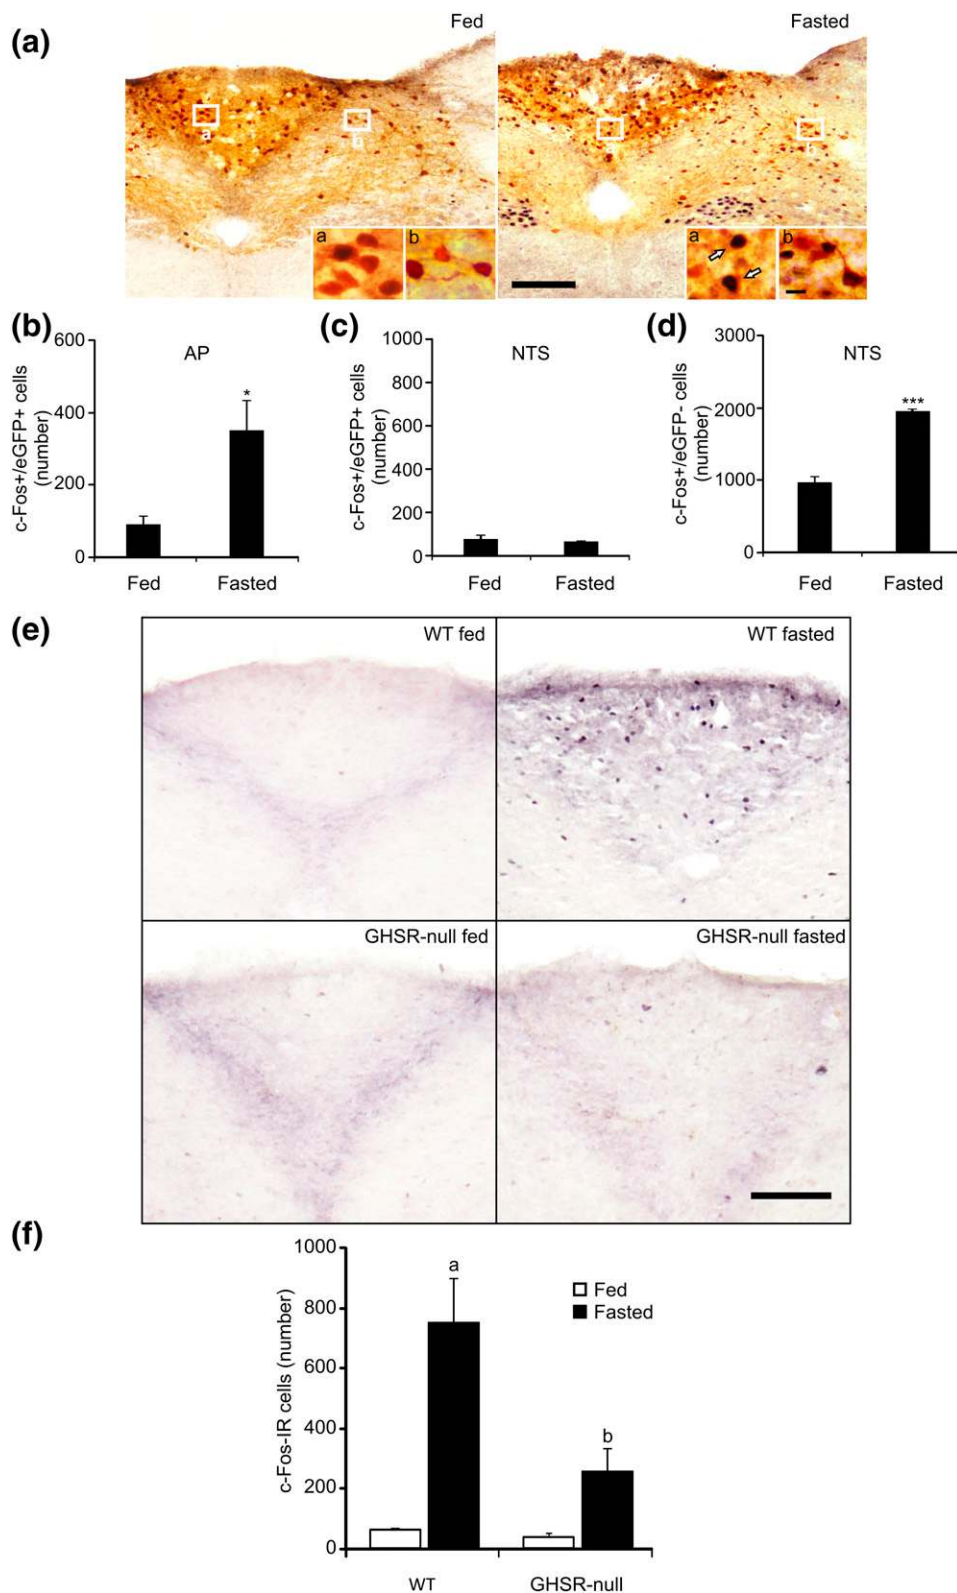 (a)
Fed
Fasted
a
b
a
b
b
a
b
(b)
AP
c-Fos+/eGFP+ cells
(number)
600
400
200
0
*
Fed
Fasted
(c)
NTS
c-Fos+/eGFP+ cells
(number)
1000
800
600
400
200
0
Fed
Fasted
(d)
NTS
c-Fos+/eGFP- cells
(number)
3000
2000
1000
0
***
Fed
Fasted
(e)
WT fed
WT fasted
GHSR-null fed
GHSR-null fasted
(f)
c-Fos-IR cells (number)
1000
800
600
400
200
0
a
b
Fed
Fasted
WT
GHSR-null